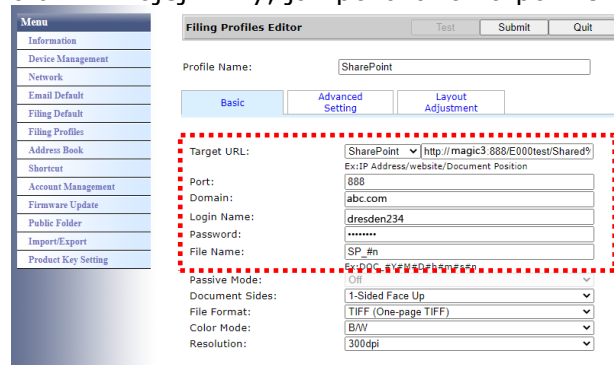 Menu
Information
Device Management
Network
Email Default
Filing Default
Filing Profiles
Address Book
Shortcut
Account Management
Firmware Update
Public Folder
Import/Export
Product Key Setting
Filing Profiles Editor
Test
Submit
Quit
Profile Name: SharePoint
Basic
Advanced Setting
Layout Adjustment
Target URL: SharePoint http://magic3:888/E000test/Shared%
Ex:IP Address/website/Document Position
Port: 888
Domain: abc.com
Login Name: dresden234
Password: ••••••••
File Name: SP_#n
Ex:DOC_#Y#M#D#h#m#s#n
Passive Mode: Off
Document Sides: 1-Sided Face Up
File Format: TIFF (One-page TIFF)
Color Mode: B/W
Resolution: 300dpi